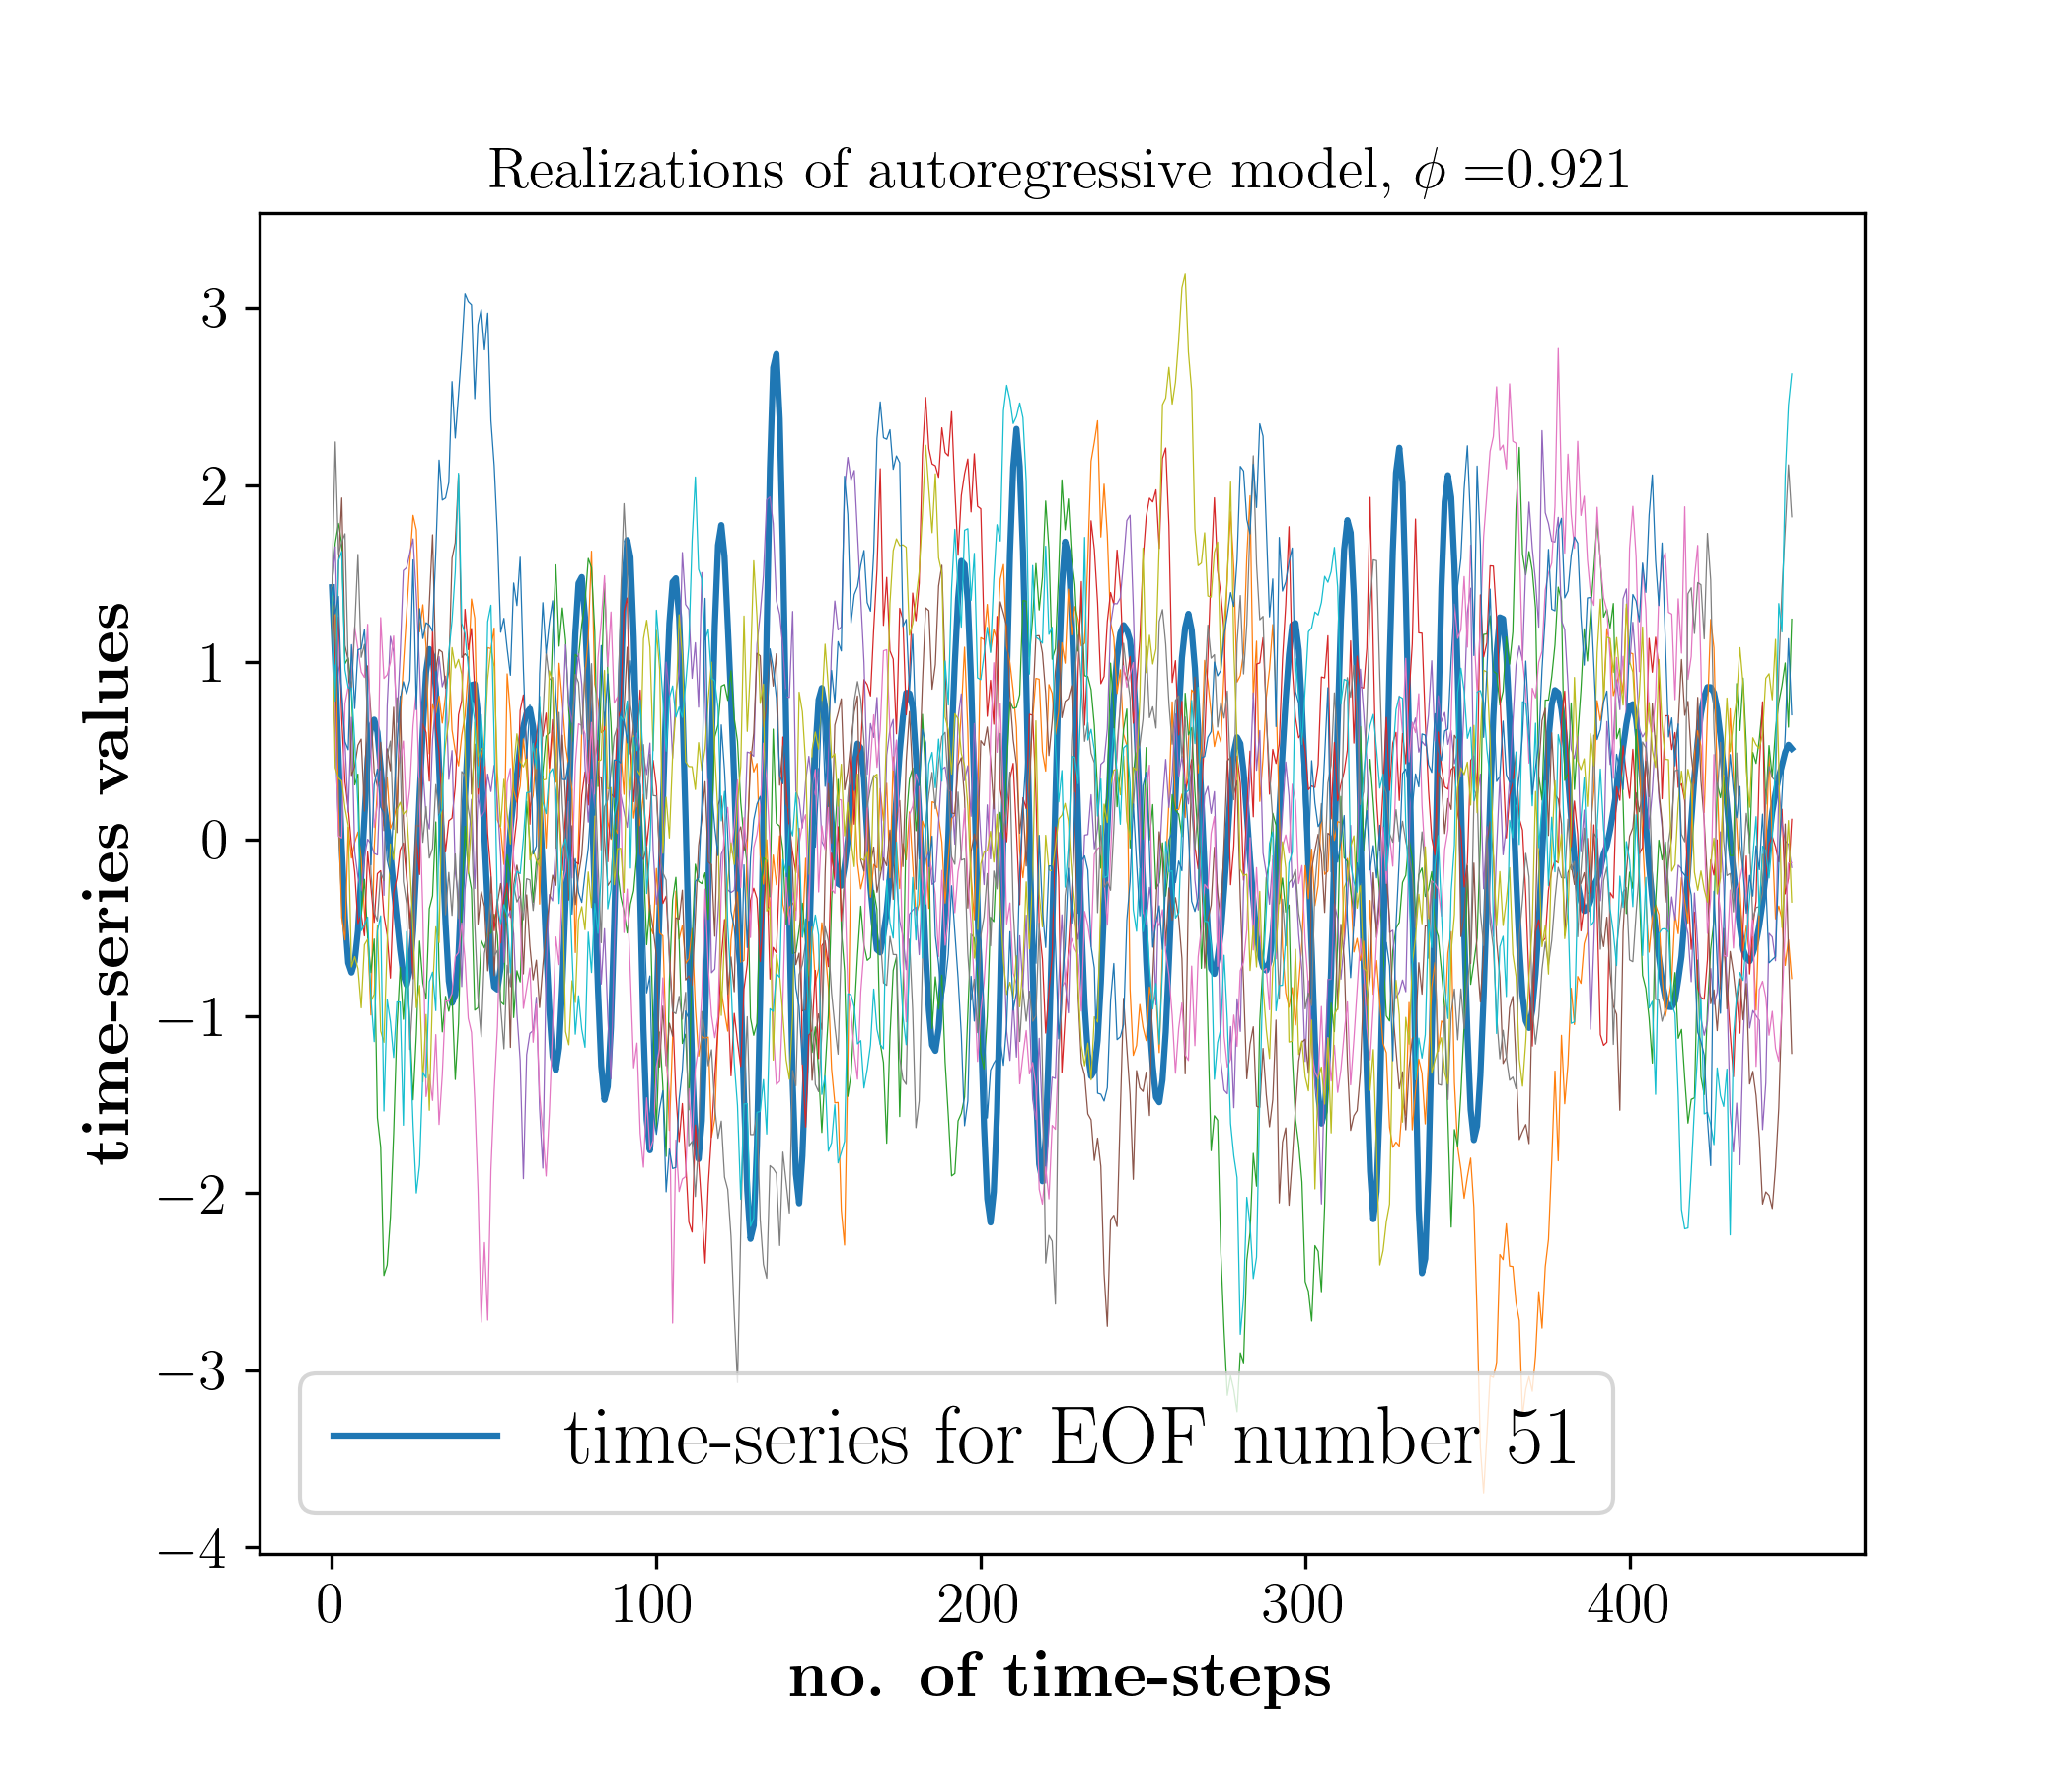 Realizations of autoregressive model, ϕ =0.921
time-series values
3
2
1
0
−1
−2
−3
−4
time-series for EOF number 51
0 100 200 300 400
no. of time-steps